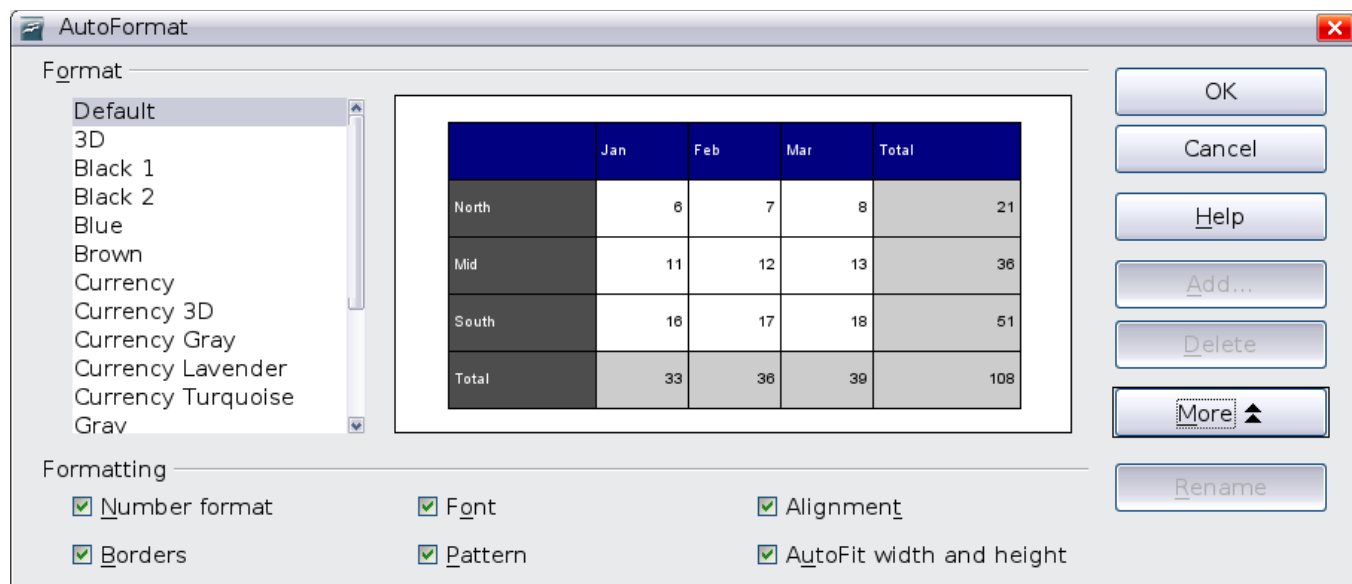 AutoFormat
Format
Default
3D
Black 1
Black 2
Blue
Brown
Currency
Currency 3D
Currency Gray
Currency Lavender
Currency Turquoise
Gray
Jan Feb Mar Total
North 6 7 8 21
Mid 11 12 13 36
South 16 17 18 51
Total 33 36 39 108
OK
Cancel
Help
Add...
Delete
More
Rename
Formatting
Number format Font Alignment
Borders Pattern AutoFit width and height